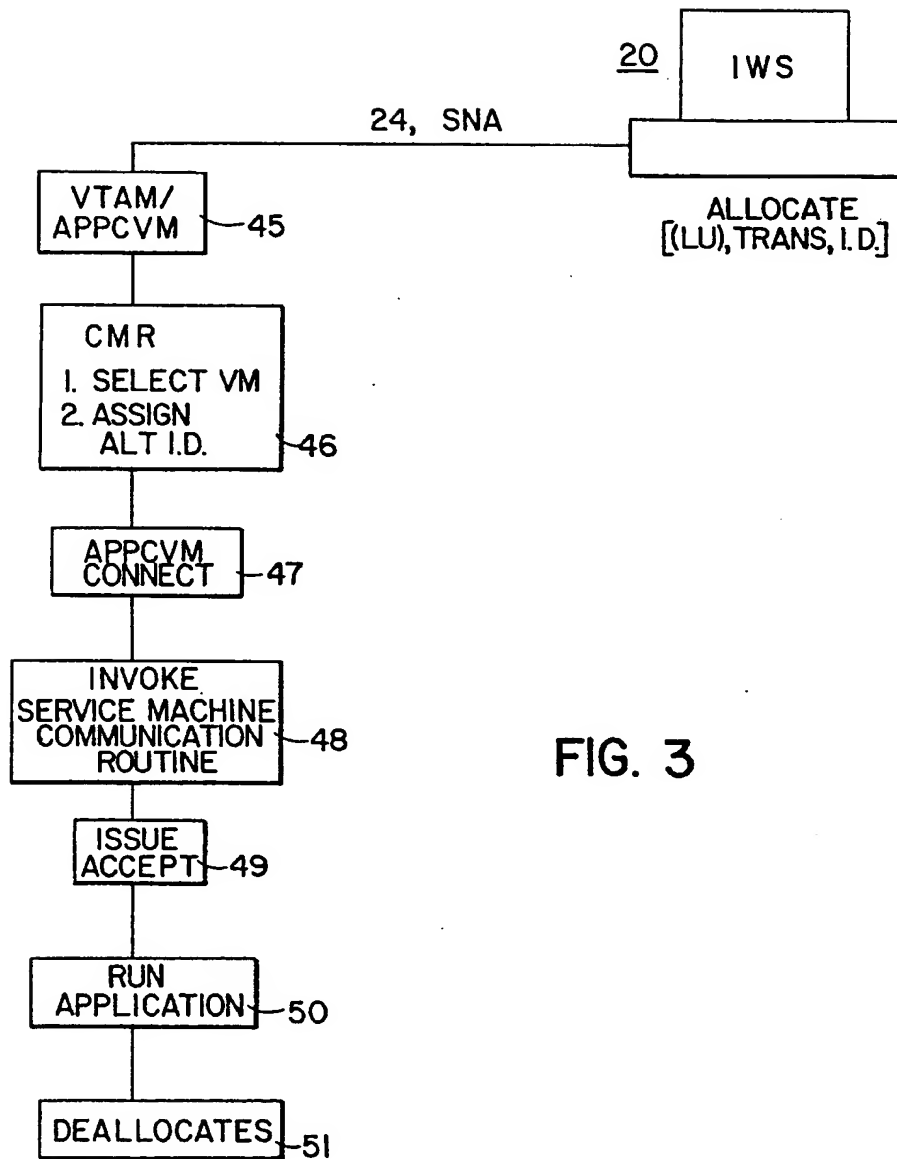 20
IWS
24, SNA
ALLOCATE
[(LU), TRANS, I.D.]
VTAM/
APPCVM
45
CMR
1. SELECT VM
2. ASSIGN
ALT I.D.
46
APPCVM
CONNECT
47
INVOKE
SERVICE MACHINE
COMMUNICATION
ROUTINE
48
FIG. 3
ISSUE
ACCEPT
49
RUN
APPLICATION
50
DEALLOCATES
51